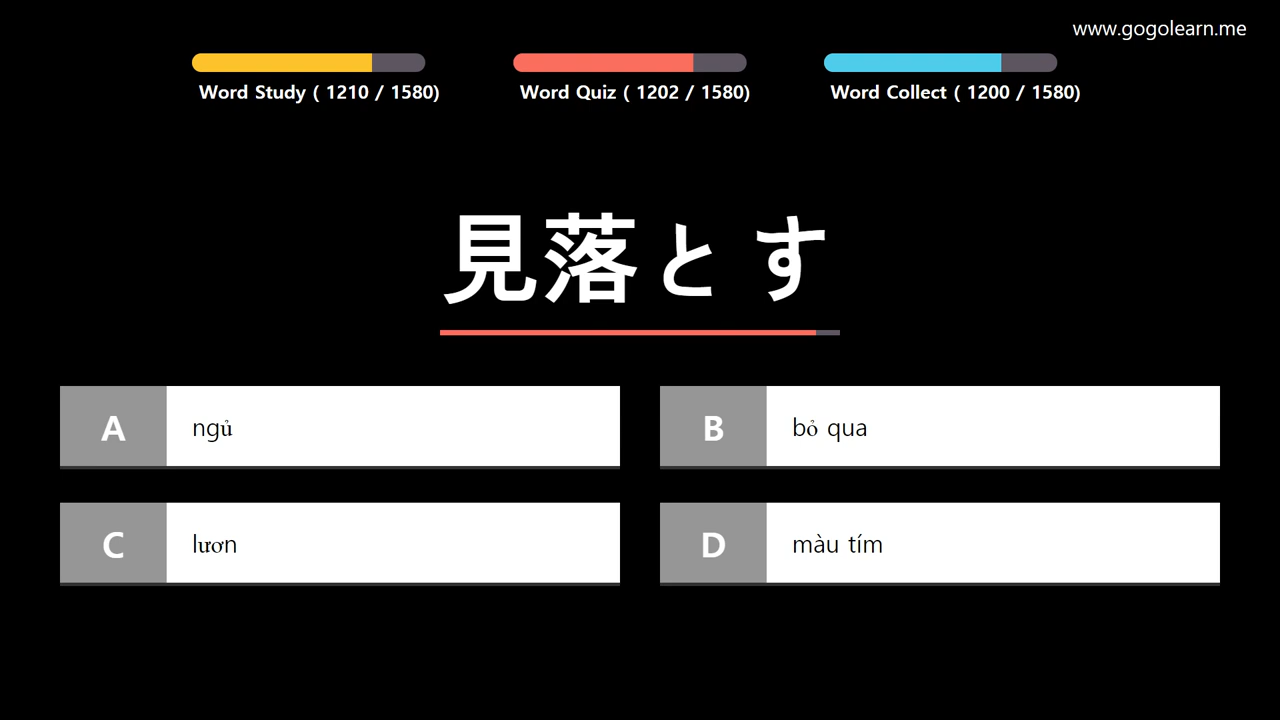 www.gogolearn.me
Word Study ( 1210 / 1580)
Word Quiz ( 1202 / 1580)
Word Collect ( 1200 / 1580)
見落とす
A
ngủ
B
bỏ qua
C
lươn
D
màu tím